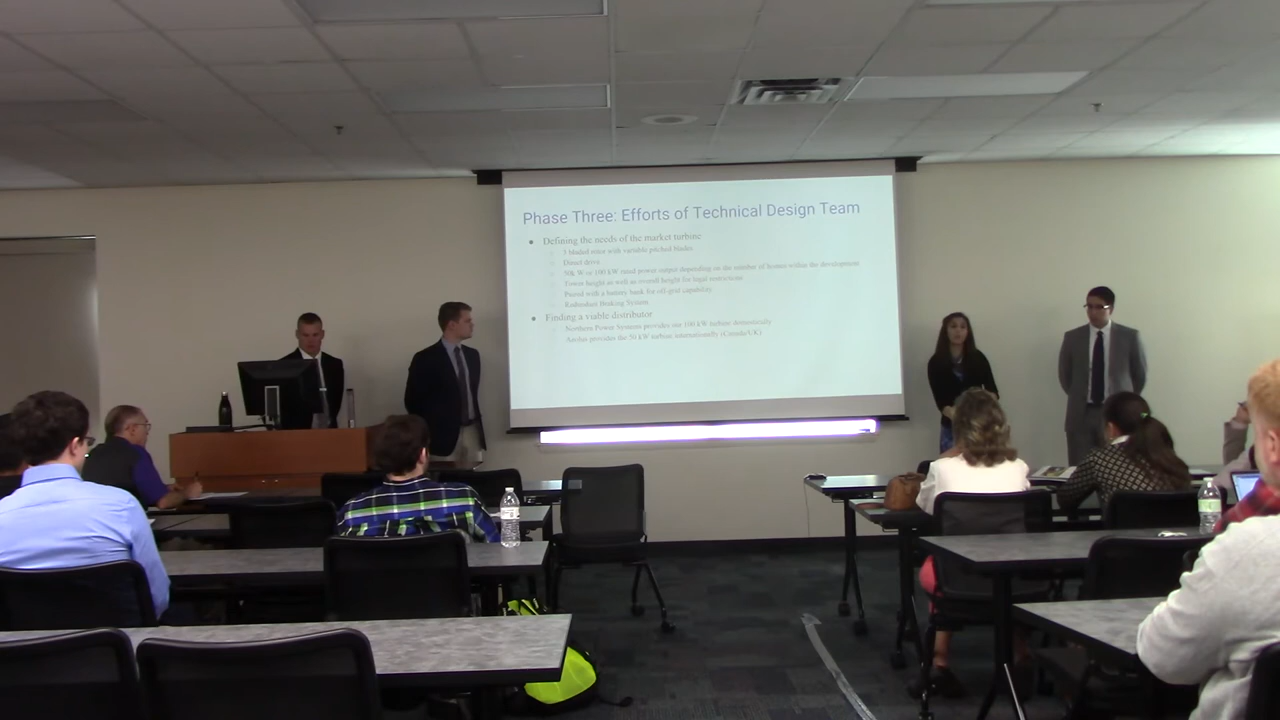 Phase Three: Efforts of Technical Design Team
● Defining the needs of the market turbine
○ 3 bladed rotor with variable pitched blades
○ Direct drive
○ 50k W or 100 kW rated power output depending on the number of homes within the development
○ Tower height as well as overall height for legal restrictions
○ Paired with a battery bank for off-grid capability
○ Redundant Braking System
● Finding a viable distributor
○ Northern Power Systems provides our 100 kW turbine domestically
○ Aeolos provides the 50 kW turbine internationally (Canada/UK)